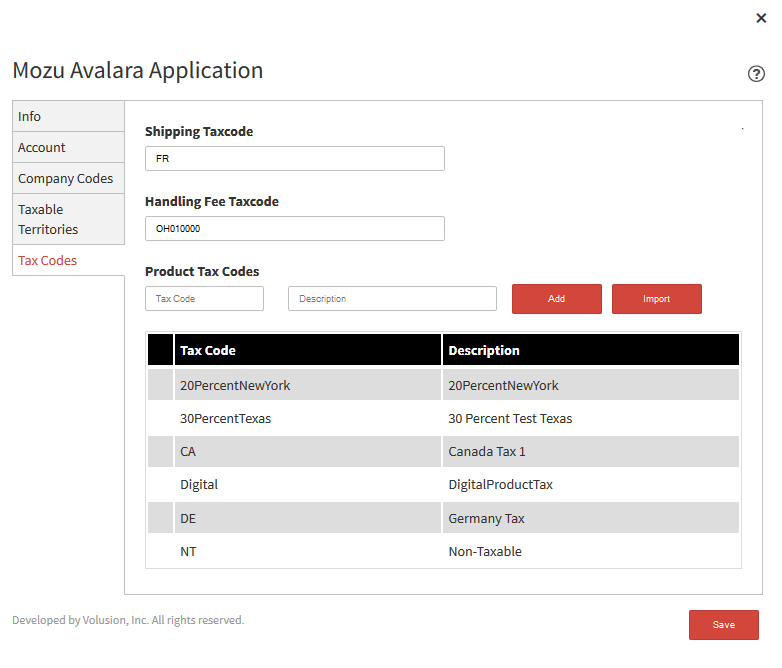 ×
Mozu Avalara Application
?
Info
Account
Company Codes
Taxable
Territories
Tax Codes
Shipping Taxcode
FR
Handling Fee Taxcode
OH010000
Product Tax Codes
Tax Code Description Add Import
Tax Code Description
20PercentNewYork 20PercentNewYork
30PercentTexas 30 Percent Test Texas
CA Canada Tax 1
Digital DigitalProductTax
DE Germany Tax
NT Non-Taxable
Developed by Volusion, Inc. All rights reserved.
Save